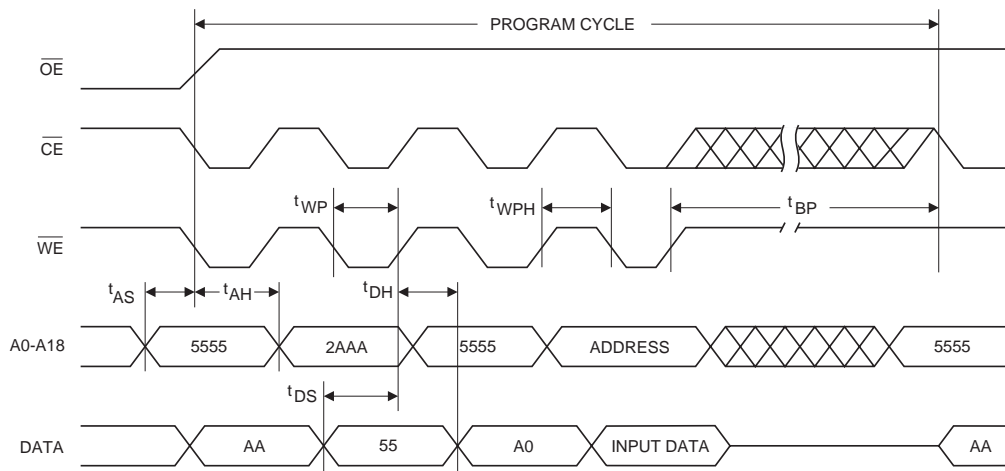 PROGRAM CYCLE
OE
CE
tWP
tWPH
tBP
WE
tAS
tAH
tDH
A0-A18
5555
2AAA
5555
ADDRESS
5555
tDS
DATA
AA
55
A0
INPUT DATA
AA